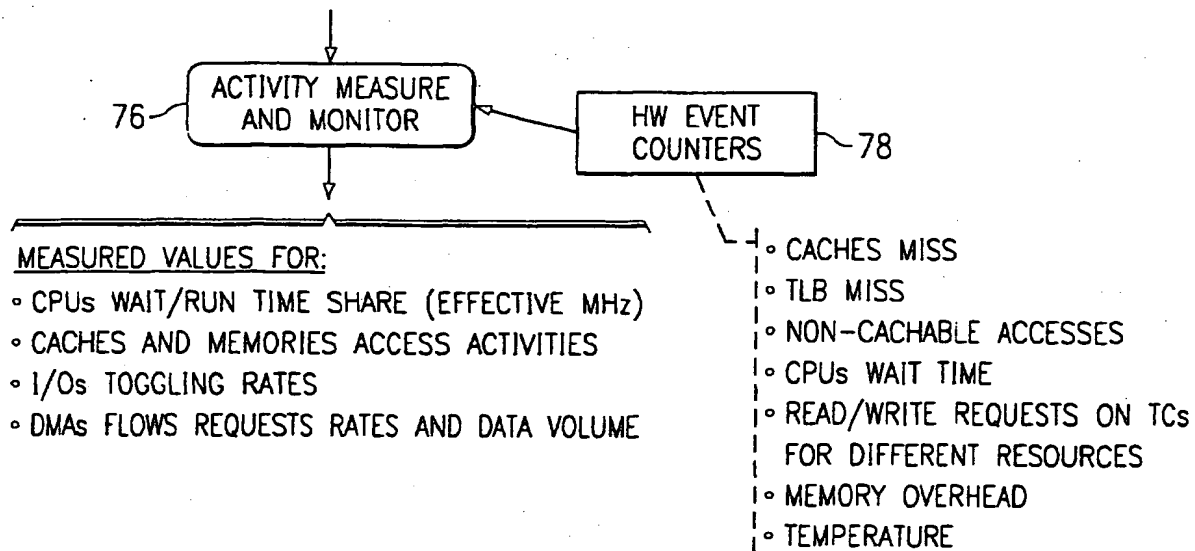 ACTIVITY MEASURE
AND MONITOR
76
HW EVENT
COUNTERS
78
MEASURED VALUES FOR:
∘ CPUs WAIT/RUN TIME SHARE (EFFECTIVE MHz)
∘ CACHES AND MEMORIES ACCESS ACTIVITIES
∘ I/Os TOGGLING RATES
∘ DMAs FLOWS REQUESTS RATES AND DATA VOLUME
∘ CACHES MISS
∘ TLB MISS
∘ NON-CACHABLE ACCESSES
∘ CPUs WAIT TIME
∘ READ/WRITE REQUESTS ON TCs
FOR DIFFERENT RESOURCES
∘ MEMORY OVERHEAD
∘ TEMPERATURE